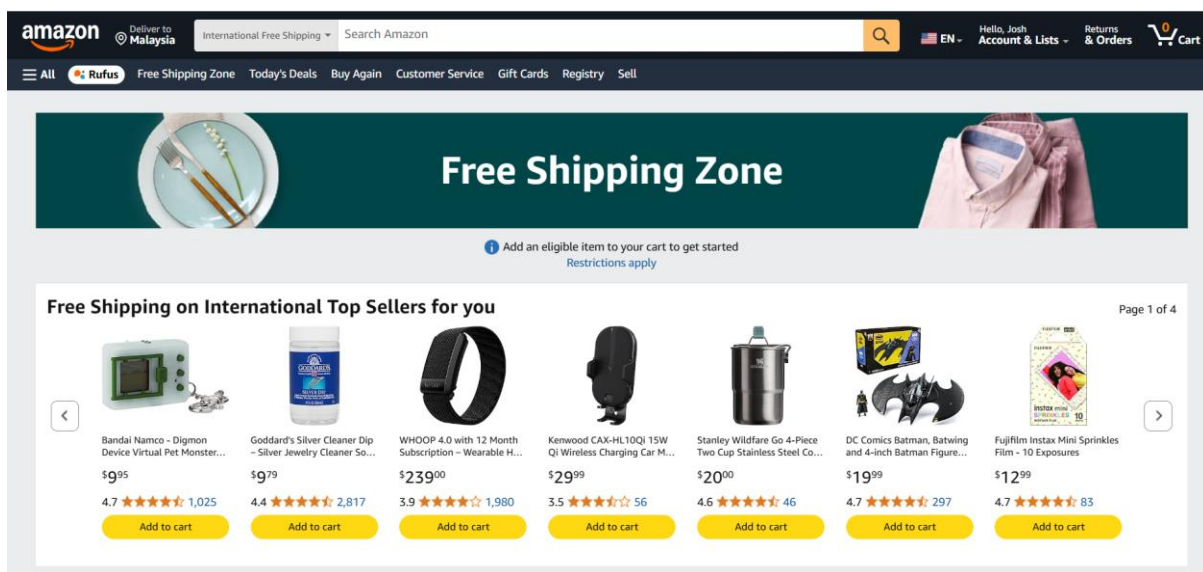 amazon
Deliver to
Malaysia
International Free Shipping
Search Amazon
EN
Hello, Josh
Account & Lists
Returns
& Orders
0
Cart
All
Rufus
Free Shipping Zone
Today's Deals
Buy Again
Customer Service
Gift Cards
Registry
Sell
Free Shipping Zone
Add an eligible item to your cart to get started
Restrictions apply
Free Shipping on International Top Sellers for you
Page 1 of 4
GODDARD'S
SILVER DIP
instax mini
SPRINKLES 10
Bandai Namco - Digmon
Device Virtual Pet Monster...
$995
4.7 1,025
Add to cart
Goddard's Silver Cleaner Dip
– Silver Jewelry Cleaner So...
$979
4.4 2,817
Add to cart
WHOOP 4.0 with 12 Month
Subscription – Wearable H...
$23900
3.9 1,980
Add to cart
Kenwood CAX-HL10Qi 15W
Qi Wireless Charging Car M...
$2999
3.5 56
Add to cart
Stanley Wildfare Go 4-Piece
Two Cup Stainless Steel Co...
$2000
4.6 46
Add to cart
DC Comics Batman, Batwing
and 4-inch Batman Figure...
$1999
4.7 297
Add to cart
Fujifilm Instax Mini Sprinkles
Film - 10 Exposures
$1299
4.7 83
Add to cart